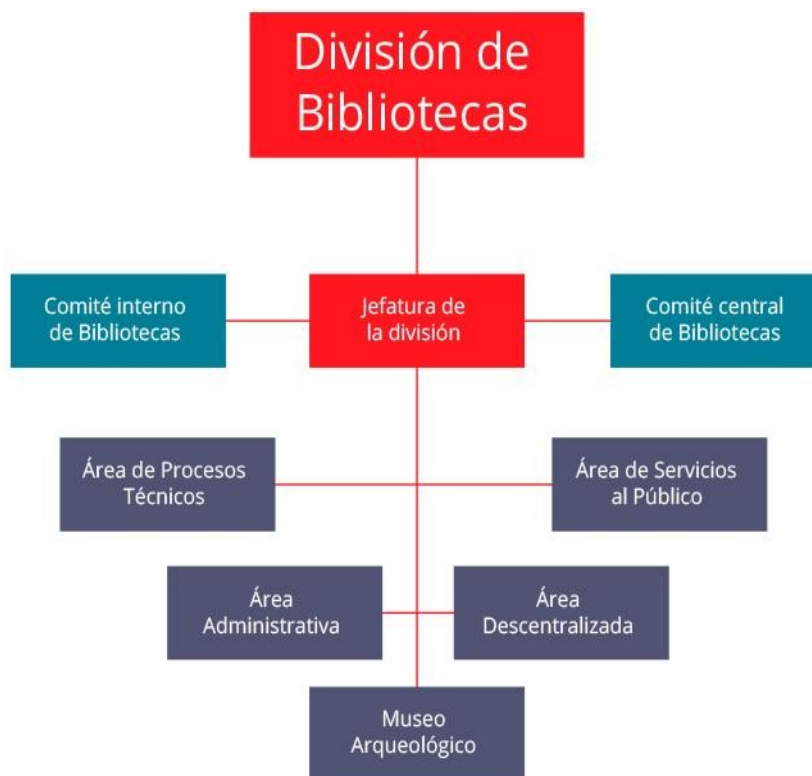 División de
Bibliotecas
Comité interno
de Bibliotecas
Jefatura de
la división
Comité central
de Bibliotecas
Área de Procesos
Técnicos
Área de Servicios
al Público
Área
Administrativa
Área
Descentralizada
Museo
Arqueológico